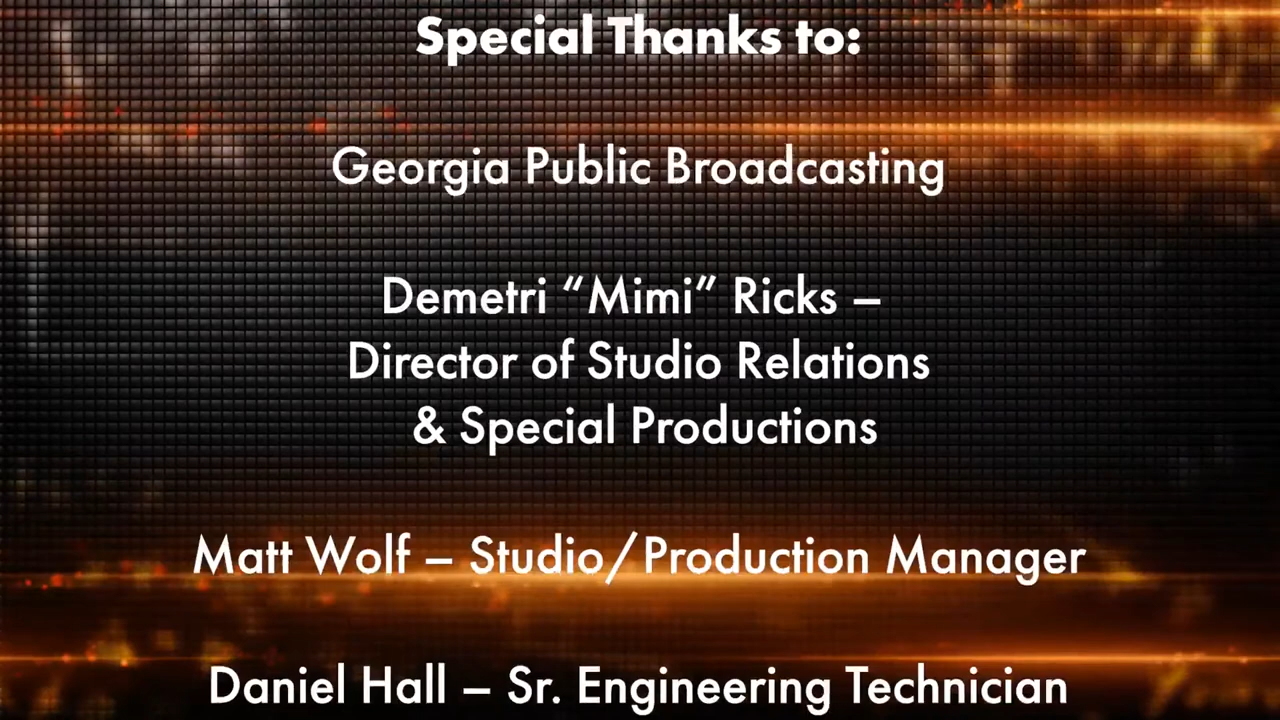 Special Thanks to:
Georgia Public Broadcasting
Demetri “Mimi” Ricks –
Director of Studio Relations
& Special Productions
Matt Wolf – Studio/Production Manager
Daniel Hall – Sr. Engineering Technician